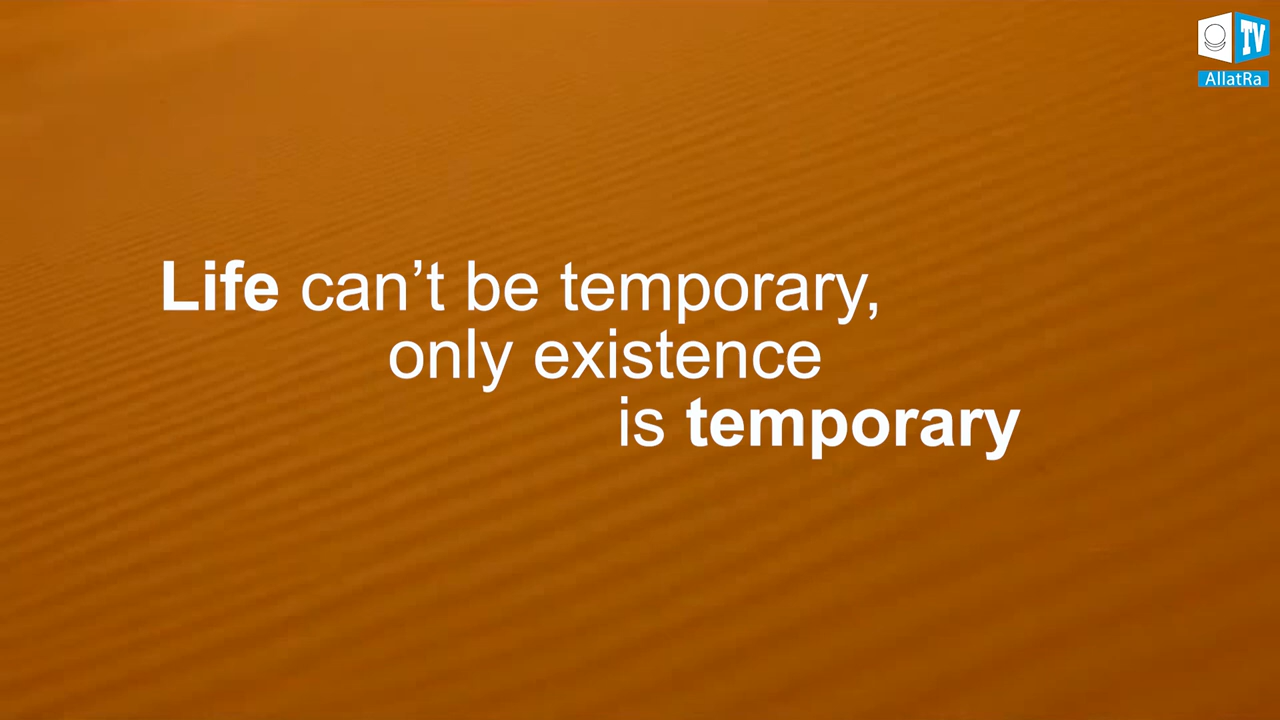 TV
AllatRa
Life can’t be temporary,
only existence
is temporary